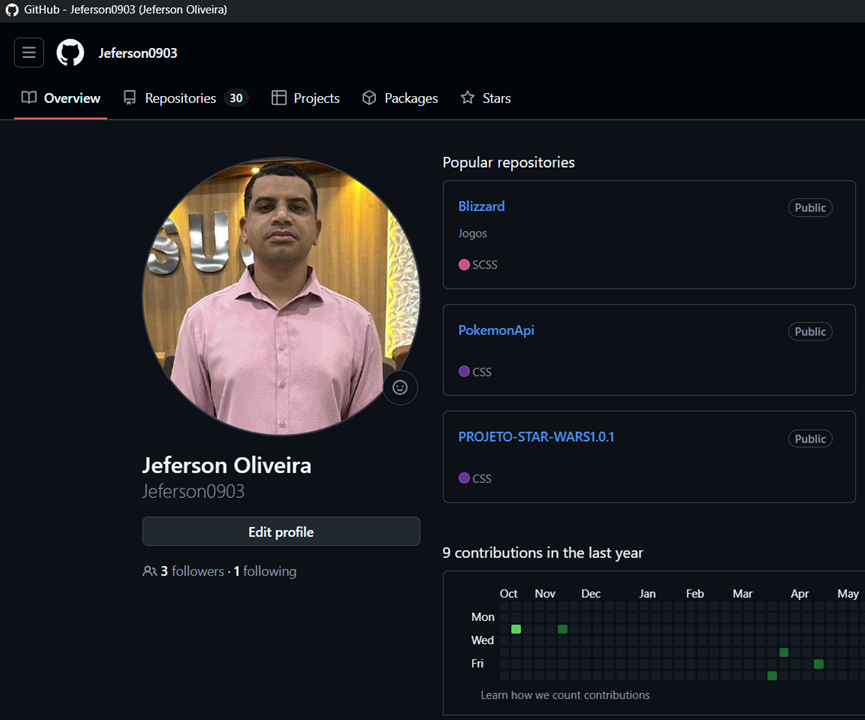 GitHub - Jeferson0903 (Jeferson Oliveira)
Jeferson0903
Overview Repositories 30 Projects Packages Stars
Popular repositories
Blizzard Public
Jogos
SCSS
PokemonApi Public
CSS
PROJETO-STAR-WARS1.0.1 Public
CSS
Jeferson Oliveira
Jeferson0903
Edit profile
3 followers · 1 following
9 contributions in the last year
Oct Nov Dec Jan Feb Mar Apr May
Mon
Wed
Fri
Learn how we count contributions